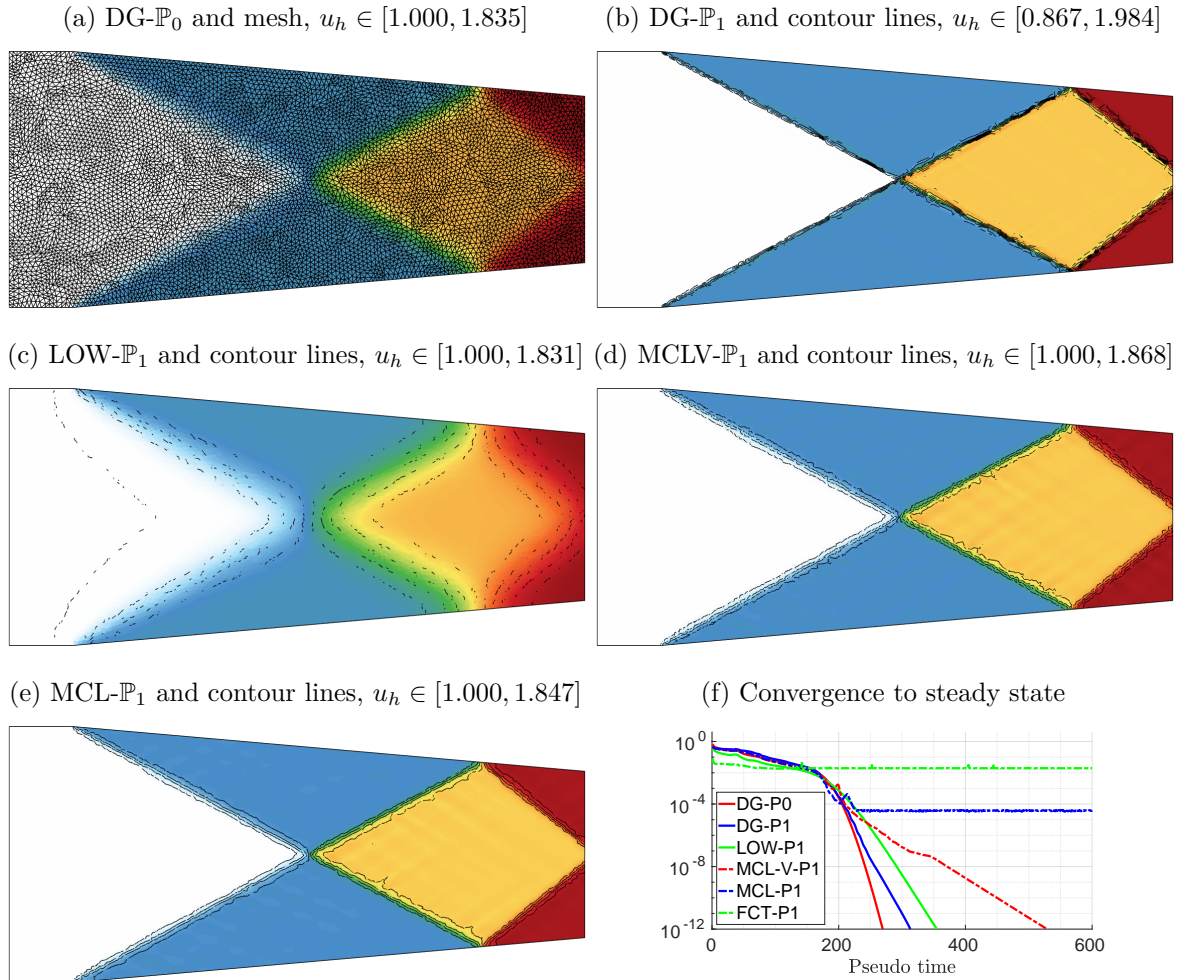 (a) DG-ℙ₀ and mesh, uₕ ∈ [1.000, 1.835]
(b) DG-ℙ₁ and contour lines, uₕ ∈ [0.867, 1.984]
(c) LOW-ℙ₁ and contour lines, uₕ ∈ [1.000, 1.831]
(d) MCLV-ℙ₁ and contour lines, uₕ ∈ [1.000, 1.868]
(e) MCL-ℙ₁ and contour lines, uₕ ∈ [1.000, 1.847]
(f) Convergence to steady state
10⁰
10⁻⁴
10⁻⁸
10⁻¹²
DG-P0
DG-P1
LOW-P1
MCL-V-P1
MCL-P1
FCT-P1
0
200
400
600
Pseudo time